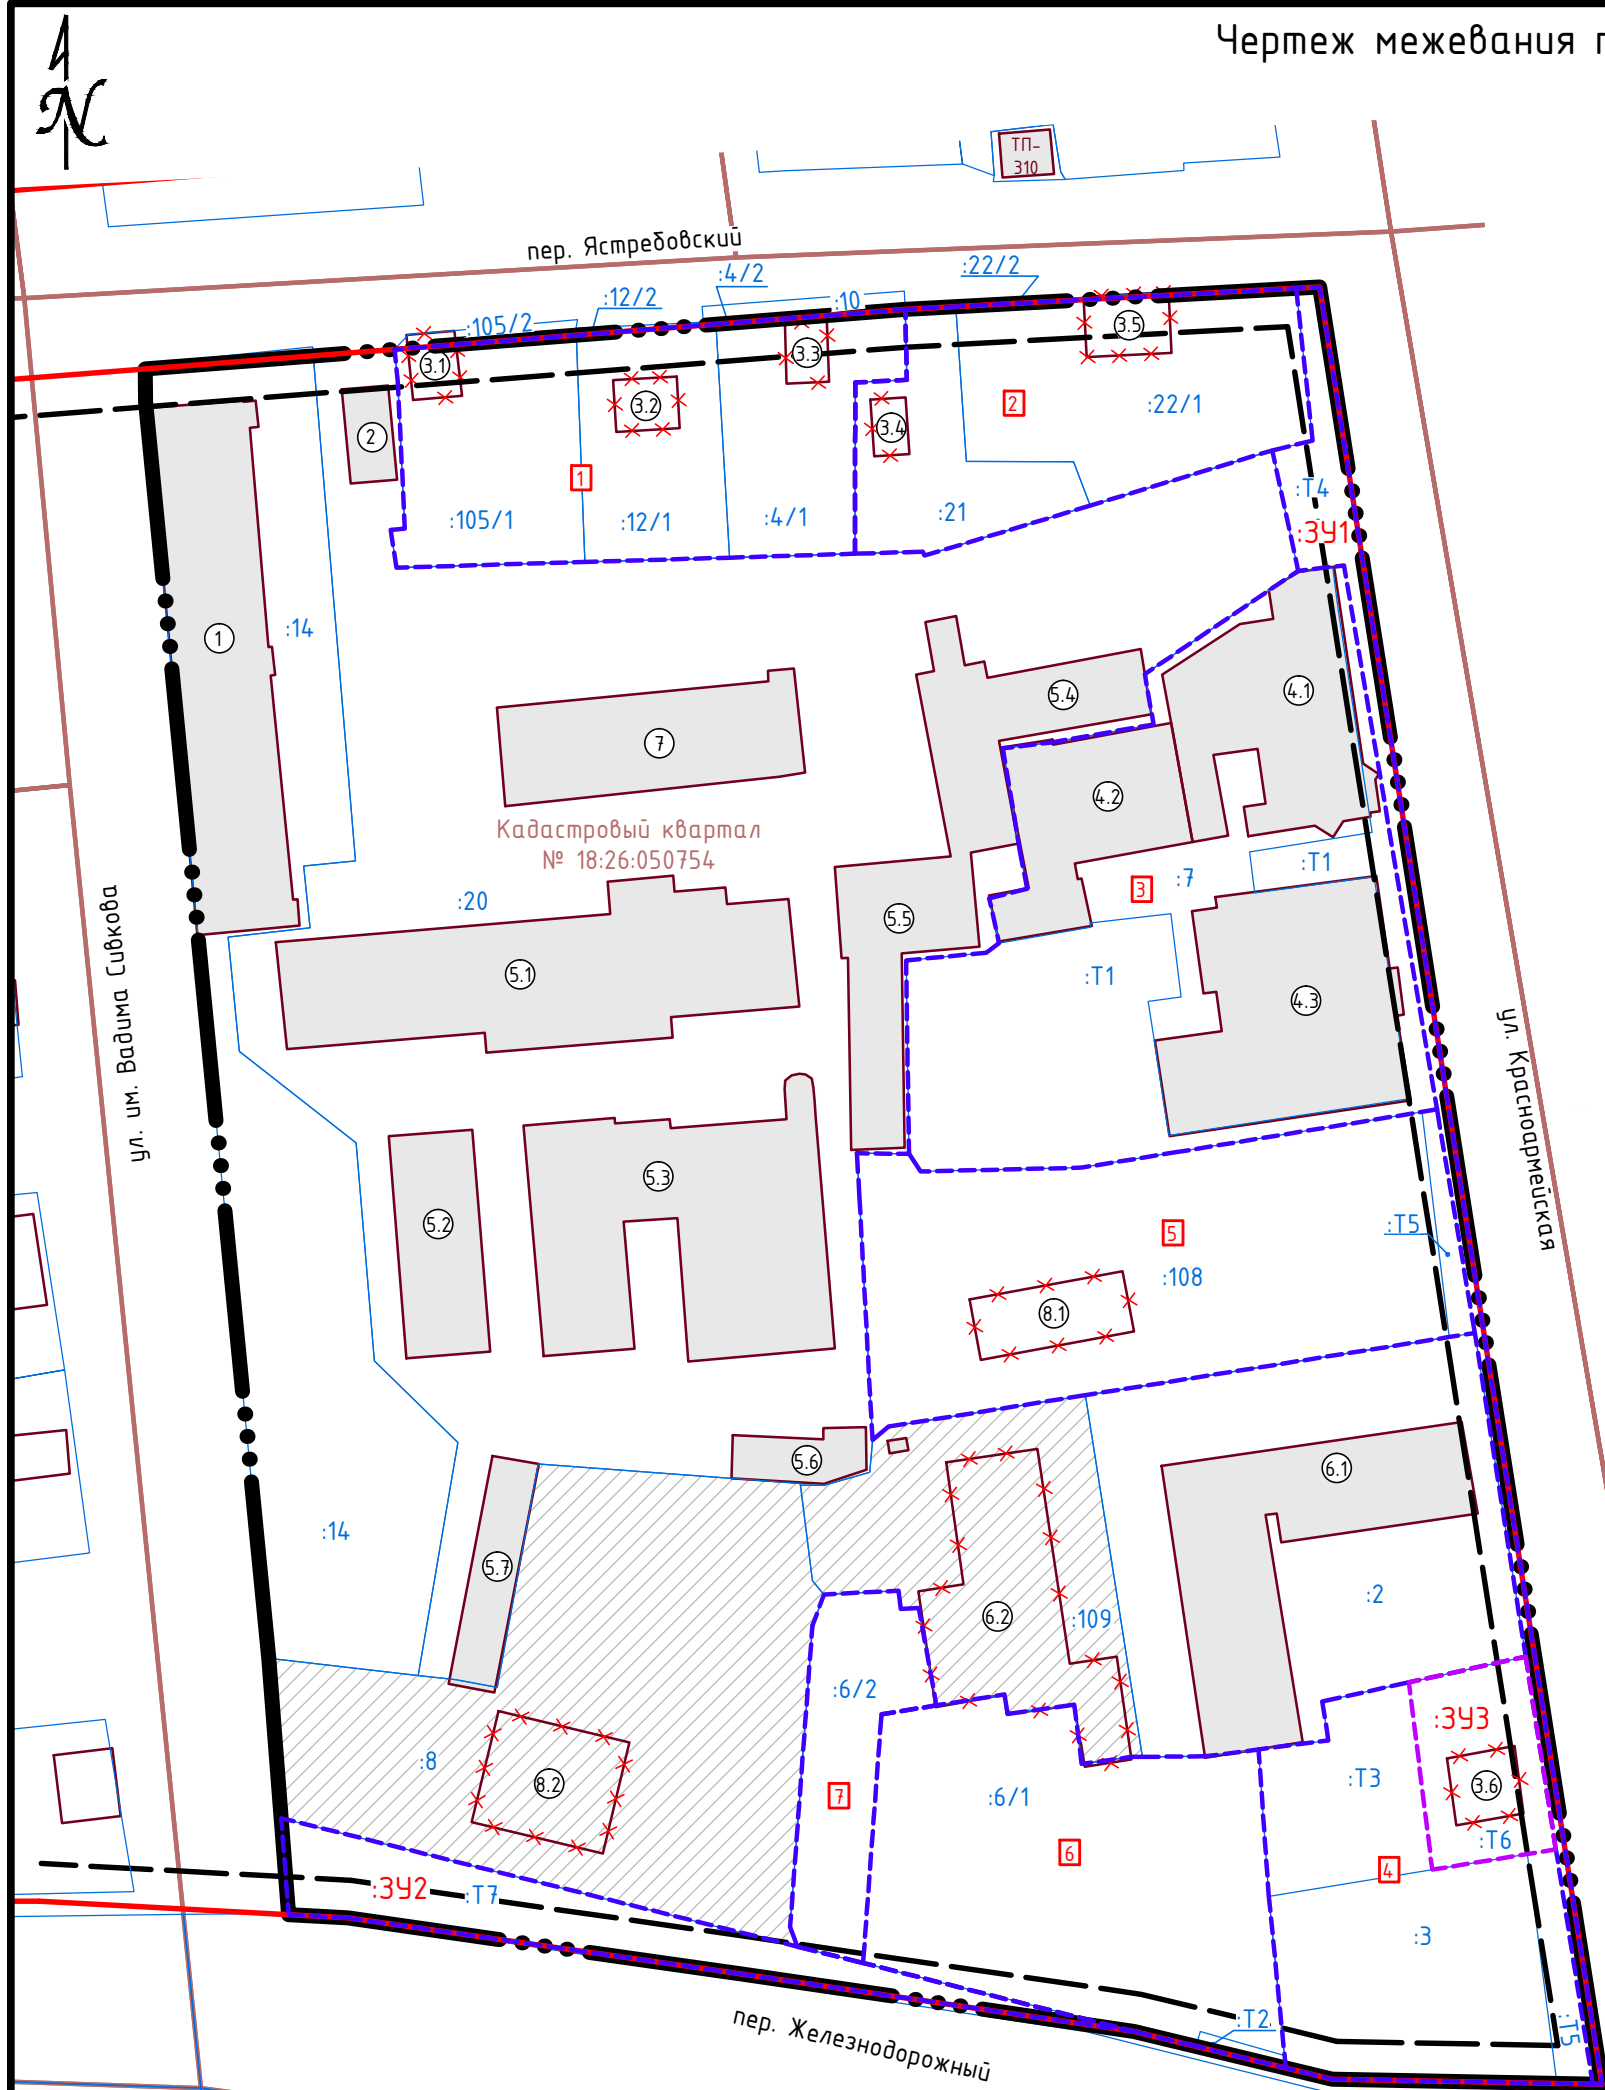 Чертеж межевания п
N
ТП-
310
пер. Ястребовский
:4/2
:22/2
:12/2
:10
:105/2
3.1
3.3
3.5
2
3.2
3.4
2
:22/1
1
:105/1
:12/1
:4/1
:21
:Т4
:ЗУ1
1
:14
5.4
4.1
7
4.2
Кадастровый квартал
№ 18:26:050754
:20
5.5
3
:7
:Т1
5.1
:Т1
4.3
ул. им. Вадима Сивкова
ул. Красноармейская
5.2
5.3
5
:Т5
:108
8.1
5.6
6.1
:14
5.7
6.2
:109
:2
:6/2
:8
8.2
7
:6/1
:ЗУ3
:Т3
3.6
:Т6
6
4
:ЗУ2
:Т7
:3
:Т2
:Т5
пер. Железнодорожный